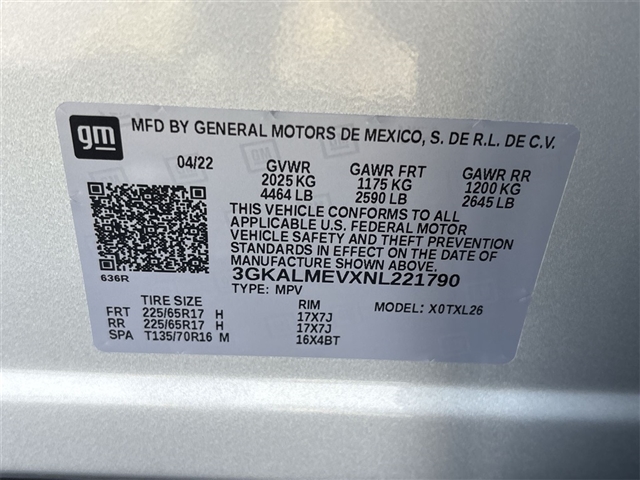 gm
MFD BY GENERAL MOTORS DE MEXICO, S. DE R.L. DE C.V.
04/22 GVWR GAWR FRT GAWR RR
2025 KG 1175 KG 1200 KG
4464 LB 2590 LB 2645 LB
THIS VEHICLE CONFORMS TO ALL
APPLICABLE U.S. FEDERAL MOTOR
VEHICLE SAFETY AND THEFT PREVENTION
STANDARDS IN EFFECT ON THE DATE OF
MANUFACTURE SHOWN ABOVE.
636R
3GKALMEVXNL221790
TYPE: MPV
TIRE SIZE RIM MODEL: X0TXL26
FRT 225/65R17 H 17X7J
RR 225/65R17 H 17X7J
SPA T135/70R16 M 16X4BT